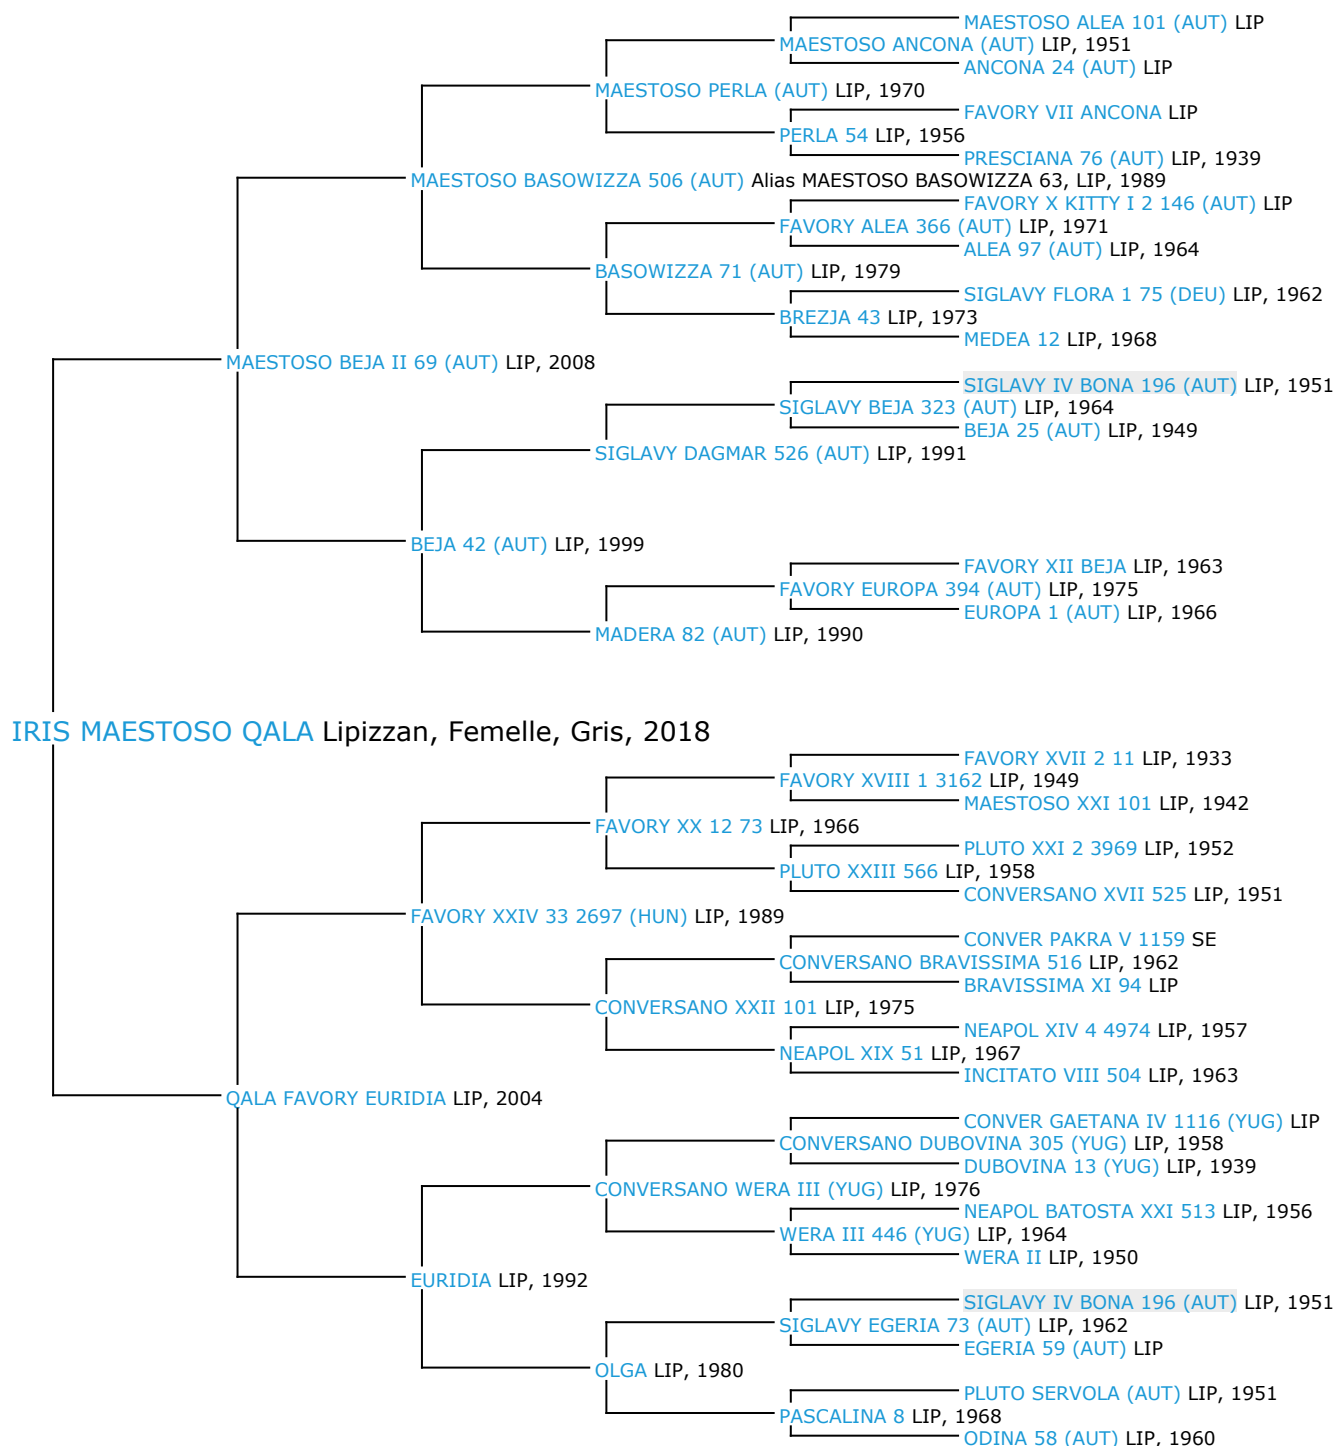 MAESTOSO ALEA 101 (AUT) LIP
MAESTOSO ANCONA (AUT) LIP, 1951
ANCONA 24 (AUT) LIP
MAESTOSO PERLA (AUT) LIP, 1970
FAVORY VII ANCONA LIP
PERLA 54 LIP, 1956
PRESCIANA 76 (AUT) LIP, 1939
MAESTOSO BASOWIZZA 506 (AUT) Alias MAESTOSO BASOWIZZA 63, LIP, 1989
FAVORY X KITTY I 2 146 (AUT) LIP
FAVORY ALEA 366 (AUT) LIP, 1971
ALEA 97 (AUT) LIP, 1964
BASOWIZZA 71 (AUT) LIP, 1979
SIGLAVY FLORA 1 75 (DEU) LIP, 1962
BREZJA 43 LIP, 1973
MEDEA 12 LIP, 1968
MAESTOSO BEJA II 69 (AUT) LIP, 2008
SIGLAVY IV BONA 196 (AUT) LIP, 1951
SIGLAVY BEJA 323 (AUT) LIP, 1964
BEJA 25 (AUT) LIP, 1949
SIGLAVY DAGMAR 526 (AUT) LIP, 1991
BEJA 42 (AUT) LIP, 1999
FAVORY XII BEJA LIP, 1963
FAVORY EUROPA 394 (AUT) LIP, 1975
EUROPA 1 (AUT) LIP, 1966
MADERA 82 (AUT) LIP, 1990
IRIS MAESTOSO QALA Lipizzan, Femelle, Gris, 2018
FAVORY XVII 2 11 LIP, 1933
FAVORY XVIII 1 3162 LIP, 1949
MAESTOSO XXI 101 LIP, 1942
FAVORY XX 12 73 LIP, 1966
PLUTO XXI 2 3969 LIP, 1952
PLUTO XXIII 566 LIP, 1958
CONVERSANO XVII 525 LIP, 1951
FAVORY XXIV 33 2697 (HUN) LIP, 1989
CONVER PAKRA V 1159 SE
CONVERSANO BRAVISSIMA 516 LIP, 1962
BRAVISSIMA XI 94 LIP
CONVERSANO XXII 101 LIP, 1975
NEAPOL XIV 4 4974 LIP, 1957
NEAPOL XIX 51 LIP, 1967
INCITATO VIII 504 LIP, 1963
QALA FAVORY EURIDIA LIP, 2004
CONVER GAETANA IV 1116 (YUG) LIP
CONVERSANO DUBOVINA 305 (YUG) LIP, 1958
DUBOVINA 13 (YUG) LIP, 1939
CONVERSANO WERA III (YUG) LIP, 1976
NEAPOL BATOSTA XXI 513 LIP, 1956
WERA III 446 (YUG) LIP, 1964
WERA II LIP, 1950
EURIDIA LIP, 1992
SIGLAVY IV BONA 196 (AUT) LIP, 1951
SIGLAVY EGERIA 73 (AUT) LIP, 1962
EGERIA 59 (AUT) LIP
OLGA LIP, 1980
PLUTO SERVOLA (AUT) LIP, 1951
PASCALINA 8 LIP, 1968
ODINA 58 (AUT) LIP, 1960